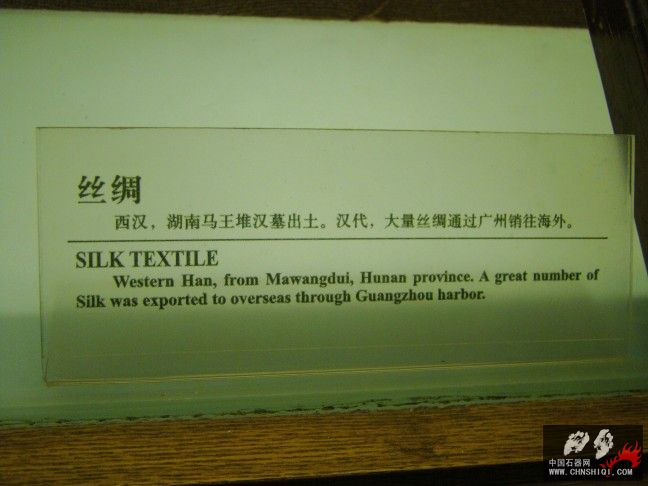 丝绸
西汉，湖南马王堆汉墓出土。汉代，大量丝绸通过广州销往海外。
SILK TEXTILE
Western Han, from Mawangdui, Hunan province. A great number of
Silk was exported to overseas through Guangzhou harbor.
中国石器网
WWW.CHNSHIQI.COM